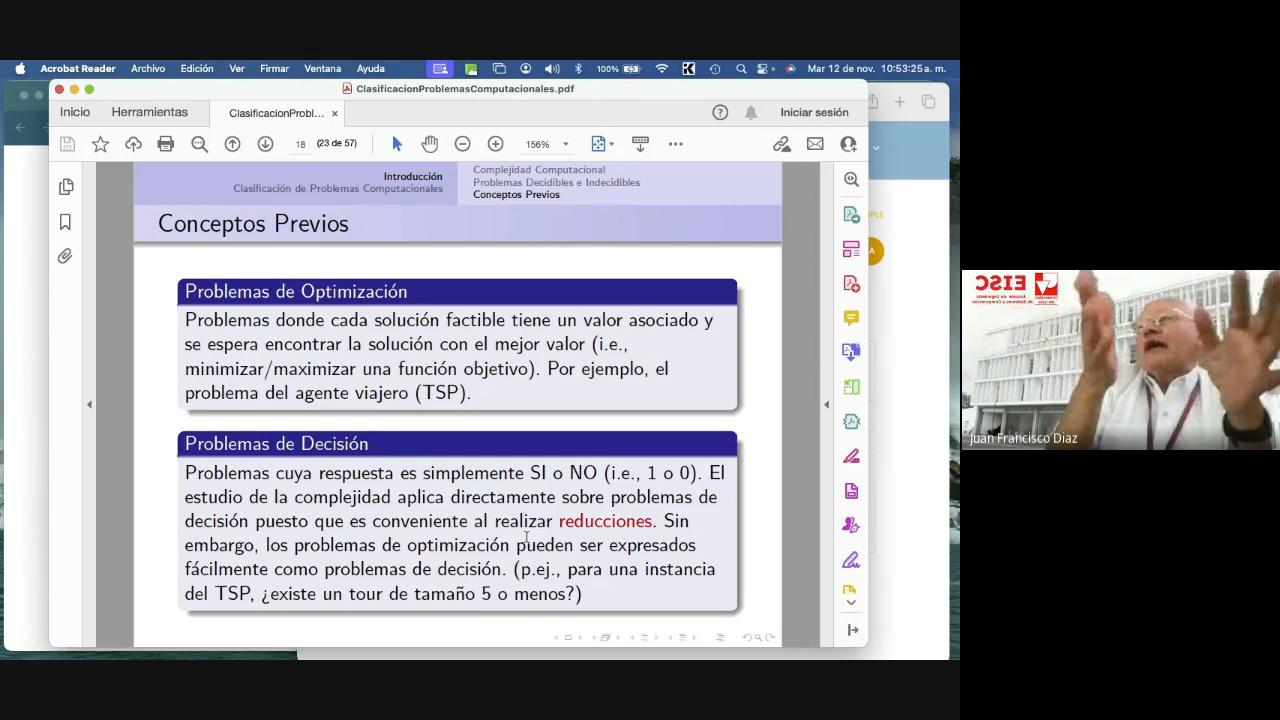 Acrobat Reader Archivo Edición Ver Firmar Ventana Ayuda 100% Mar 12 de nov. 10:53:25 a. m.
ClasificacionProblemasComputacionales.pdf
Inicio Herramientas ClasificacionProbl... × Iniciar sesión
18 (23 de 57) 156%
Introducción
Clasificación de Problemas Computacionales
Complejidad Computacional
Problemas Decidibles e Indecidibles
Conceptos Previos
Conceptos Previos
Problemas de Optimización
Problemas donde cada solución factible tiene un valor asociado y
se espera encontrar la solución con el mejor valor (i.e.,
minimizar/maximizar una función objetivo). Por ejemplo, el
problema del agente viajero (TSP).
Problemas de Decisión
Problemas cuya respuesta es simplemente SI o NO (i.e., 1 o 0). El
estudio de la complejidad aplica directamente sobre problemas de
decisión puesto que es conveniente al realizar reducciones. Sin
embargo, los problemas de optimización pueden ser expresados
fácilmente como problemas de decisión. (p.ej., para una instancia
del TSP, ¿existe un tour de tamaño 5 o menos?)
PLE
A
EISC
Juan Francisco Diaz